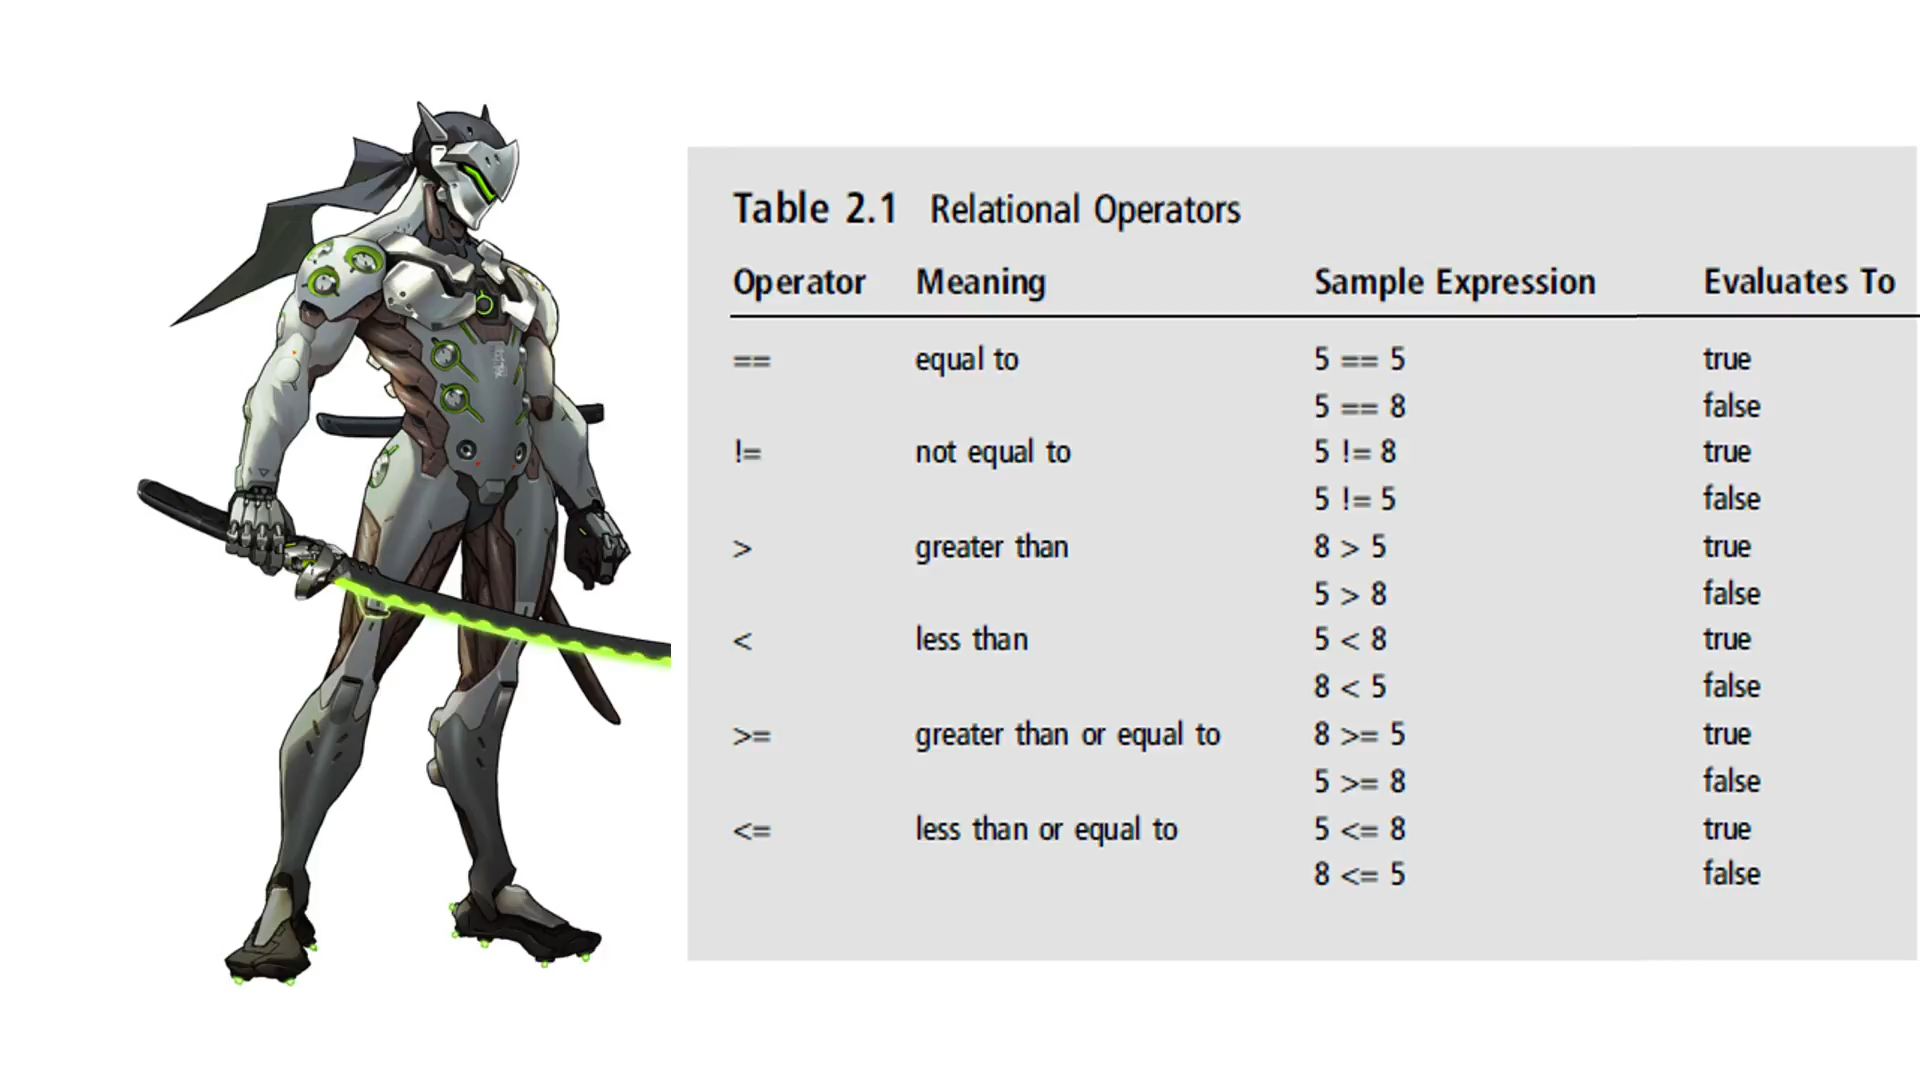 Table 2.1 Relational Operators
Operator Meaning Sample Expression Evaluates To
== equal to 5 == 5 true
5 == 8 false
!= not equal to 5 != 8 true
5 != 5 false
> greater than 8 > 5 true
5 > 8 false
< less than 5 < 8 true
8 < 5 false
>= greater than or equal to 8 >= 5 true
5 >= 8 false
<= less than or equal to 5 <= 8 true
8 <= 5 false